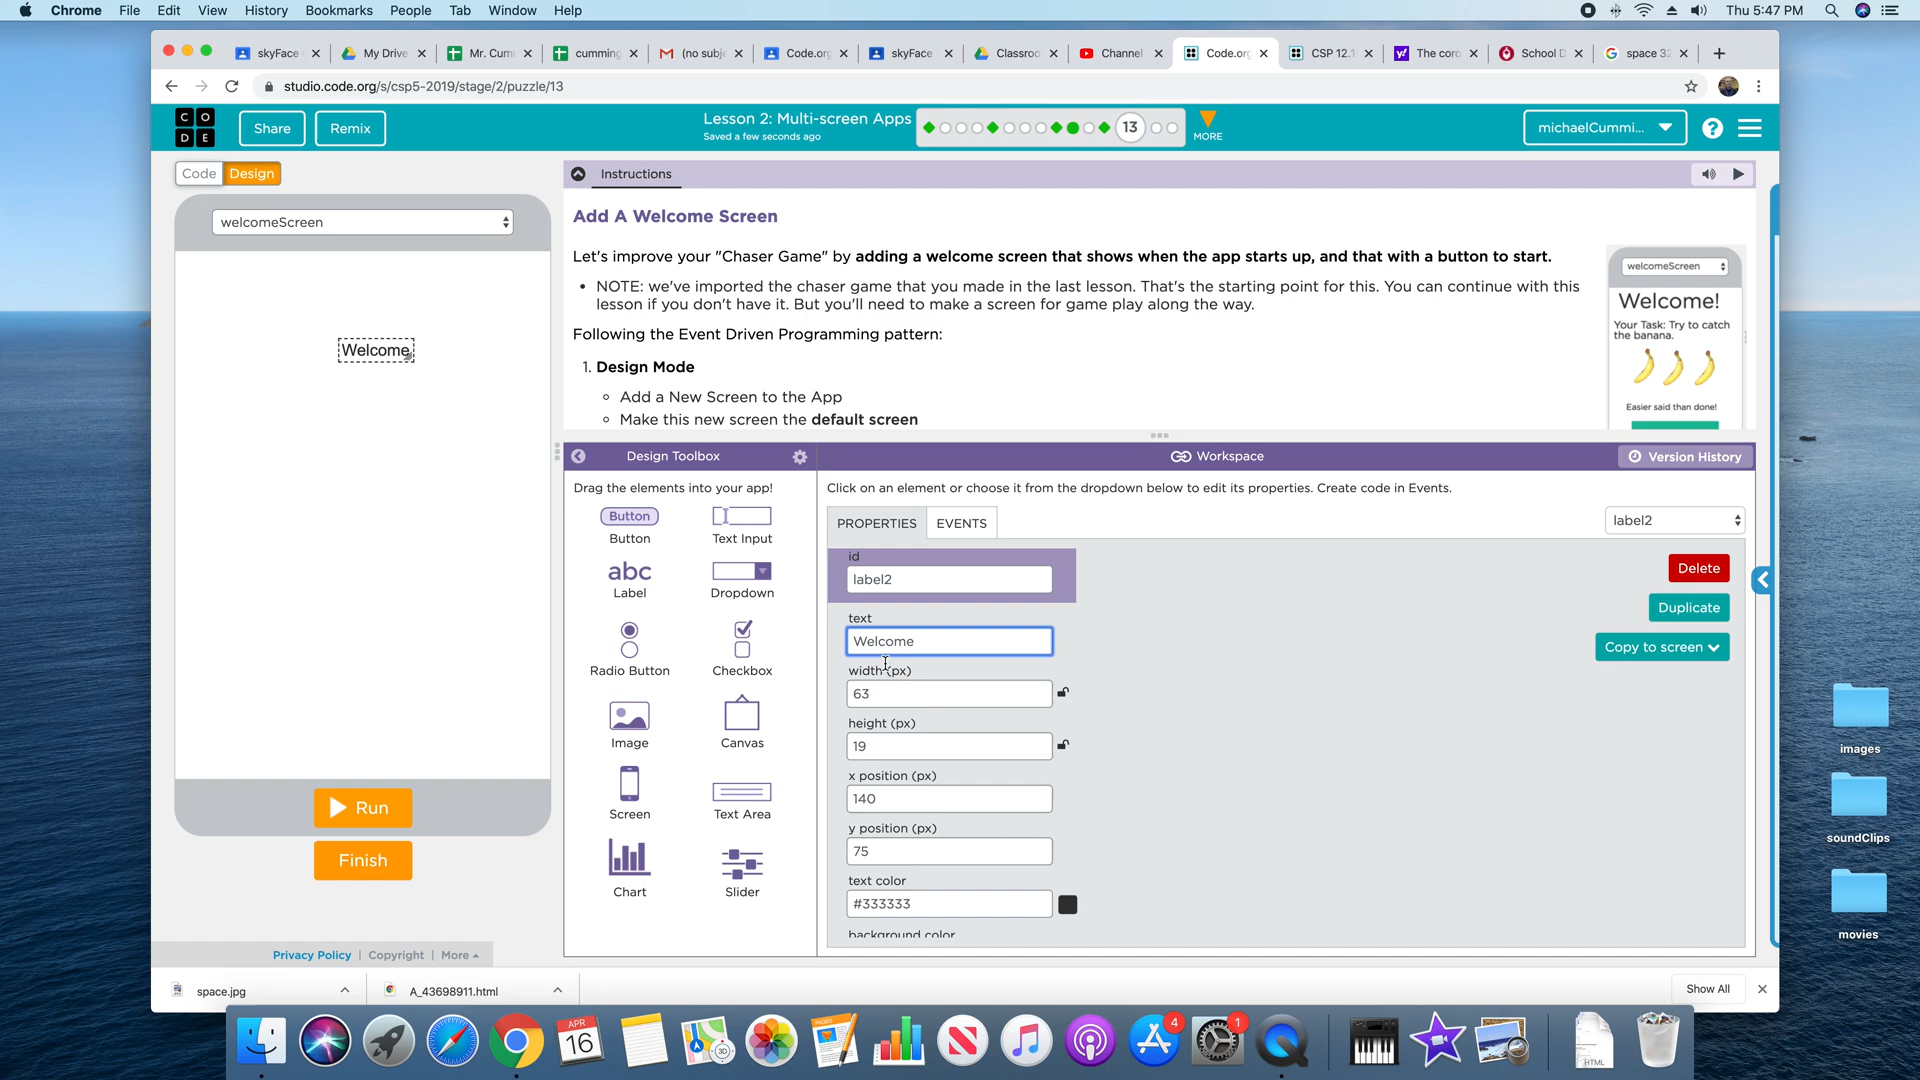 Chrome File Edit View History Bookmarks People Tab Window Help Thu 5:47 PM
skyFace My Drive Mr. Cum cumming (no subje Code.org skyFace Classroo Channel Code.org CSP 12.1 The coro School D space 32
studio.code.org/s/csp5-2019/stage/2/puzzle/13
C O D E
Share Remix
Lesson 2: Multi-screen Apps
Saved a few seconds ago
13
MORE
michaelCummi...
Code Design
welcomeScreen
Welcome
Run
Finish
Privacy Policy | Copyright | More
Instructions
Add A Welcome Screen
Let's improve your "Chaser Game" by adding a welcome screen that shows when the app starts up, and that with a button to start.
• NOTE: we've imported the chaser game that you made in the last lesson. That's the starting point for this. You can continue with this
lesson if you don't have it. But you'll need to make a screen for game play along the way.
Following the Event Driven Programming pattern:
1. Design Mode
Add a New Screen to the App
Make this new screen the default screen
welcomeScreen
Welcome!
Your Task: Try to catch
the banana.
Easier said than done!
Design Toolbox
Workspace
Version History
Drag the elements into your app!
Button
Button Text Input
abc
Label Dropdown
Radio Button Checkbox
Image Canvas
Screen Text Area
Chart Slider
Click on an element or choose it from the dropdown below to edit its properties. Create code in Events.
PROPERTIES EVENTS
label2
id
label2
text
Welcome
width (px)
63
height (px)
19
x position (px)
140
y position (px)
75
text color
#333333
background color
Delete
Duplicate
Copy to screen
images
soundClips
movies
space.jpg A_43698911.html Show All
APR
16
PAGES
4
1
HTML